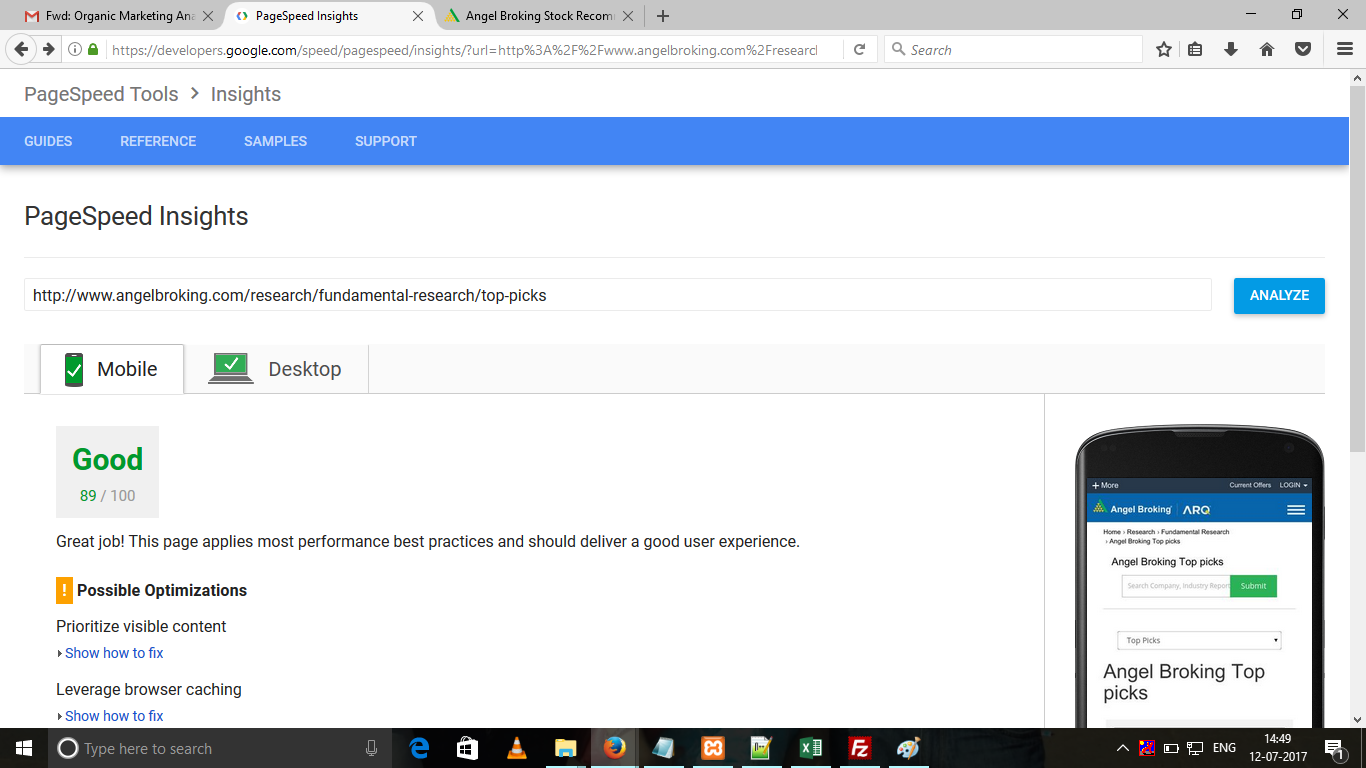 Fwd: Organic Marketing Ana
PageSpeed Insights
Angel Broking Stock Recom
https://developers.google.com/speed/pagespeed/insights/?url=http%3A%2F%2Fwww.angelbroking.com%2Fresearch
Search
PageSpeed Tools > Insights
GUIDES REFERENCE SAMPLES SUPPORT
PageSpeed Insights
http://www.angelbroking.com/research/fundamental-research/top-picks
ANALYZE
Mobile
Desktop
Good
89 / 100
Great job! This page applies most performance best practices and should deliver a good user experience.
! Possible Optimizations
Prioritize visible content
Show how to fix
Leverage browser caching
Show how to fix
+ More Current Offers LOGIN
Angel Broking ARQ
Home › Research › Fundamental Research
› Angel Broking Top picks
Angel Broking Top picks
Search Company, Industry Repor
Submit
Top Picks
Angel Broking Top
picks
Type here to search
ENG
14:49
12-07-2017
1